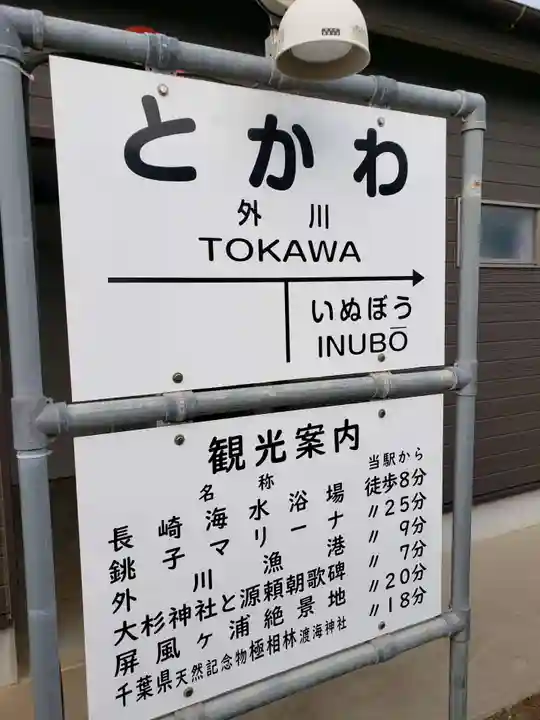 とかわ
外川
TOKAWA
いぬぼう
INUBŌ
観光案内
名称 当駅から
長崎海水浴場 徒歩8分
銚子マリーナ 〃25分
外川漁港 〃9分
大杉神社と源頼朝歌碑 〃7分
屏風ヶ浦絶景地 〃20分
千葉県天然記念物極相林渡海神社 〃18分